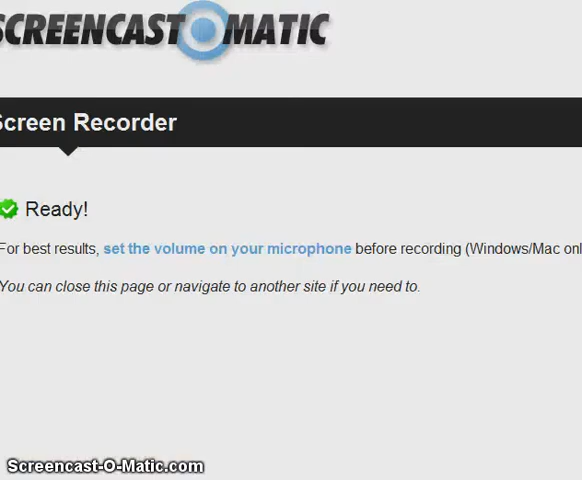 SCREENCAST MATIC
Screen Recorder
Ready!
For best results, set the volume on your microphone before recording (Windows/Mac onl
You can close this page or navigate to another site if you need to.
Screencast-O-Matic.com